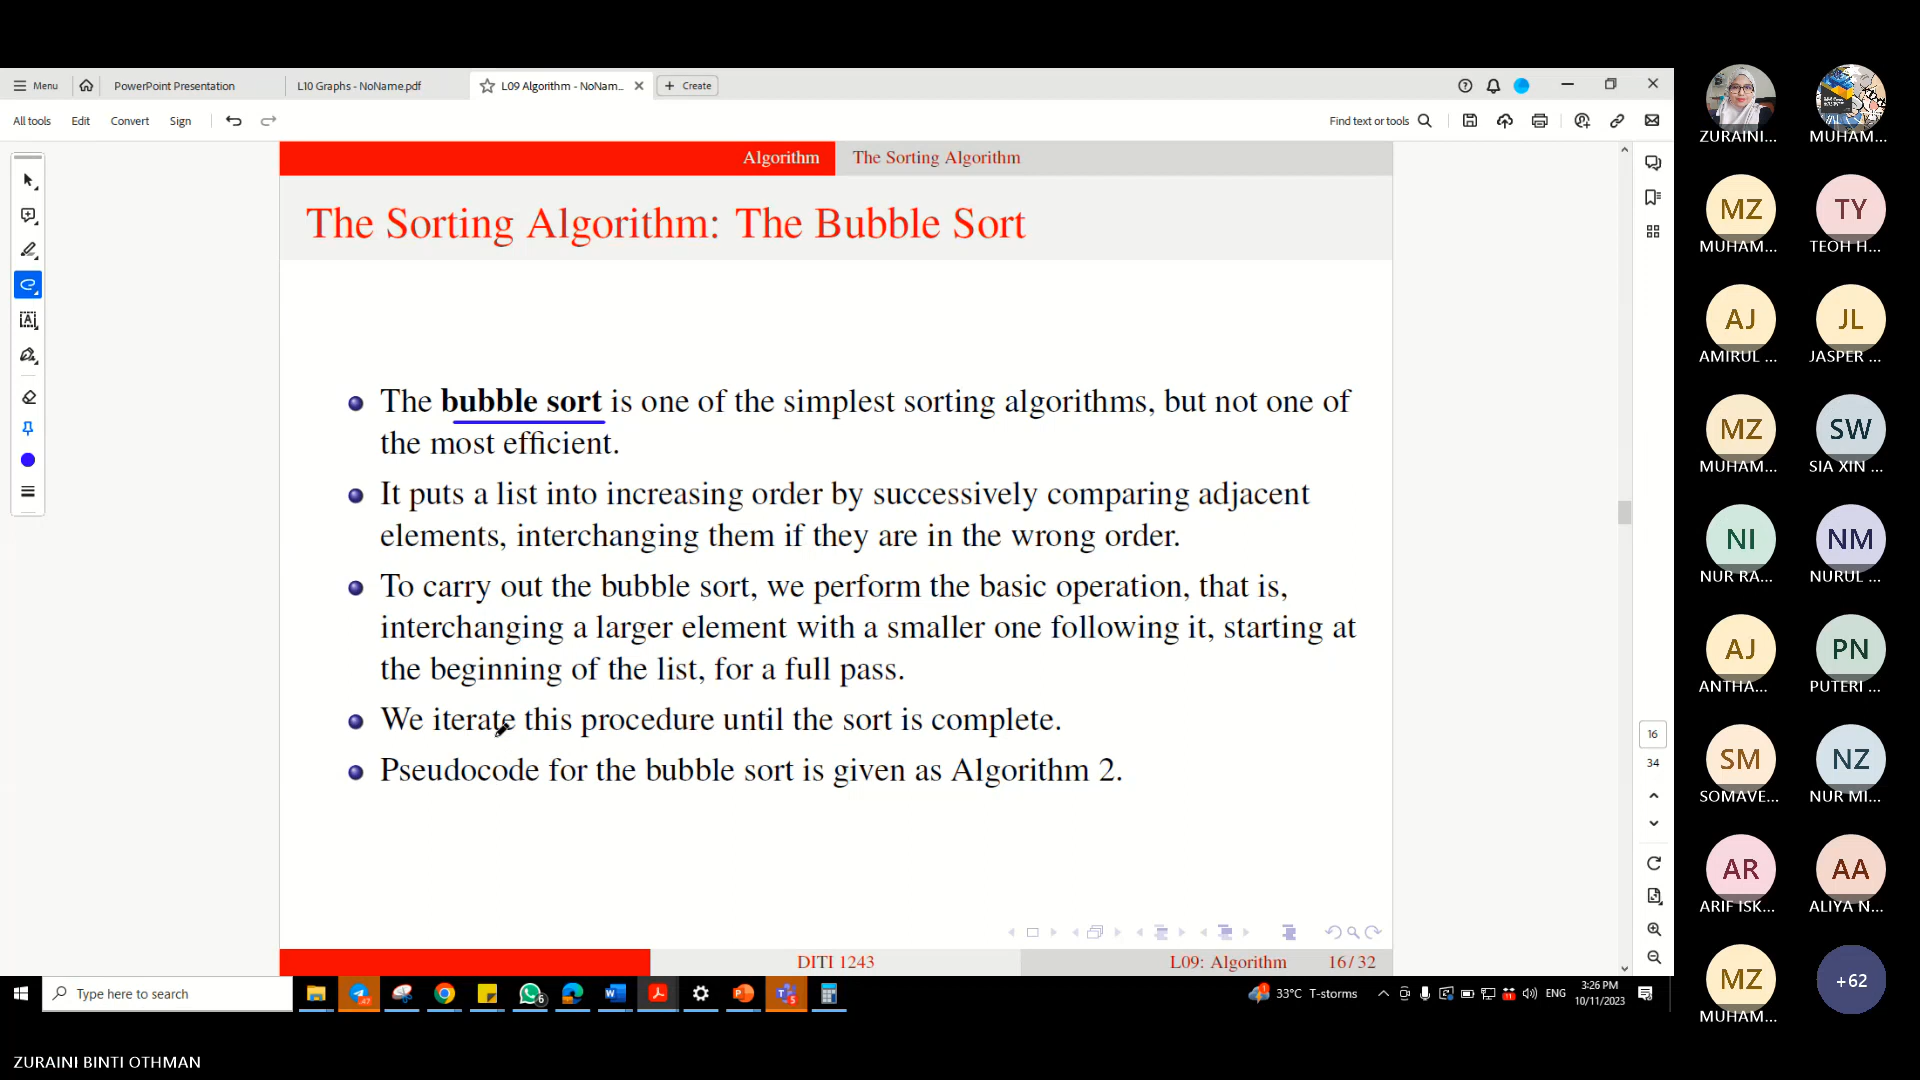 Menu
PowerPoint Presentation
L10 Graphs - NoName.pdf
L09 Algorithm - NoNam...
Create
All tools
Edit
Convert
Sign
Find text or tools
Algorithm
The Sorting Algorithm
The Sorting Algorithm: The Bubble Sort
The bubble sort is one of the simplest sorting algorithms, but not one of
the most efficient.
It puts a list into increasing order by successively comparing adjacent
elements, interchanging them if they are in the wrong order.
To carry out the bubble sort, we perform the basic operation, that is,
interchanging a larger element with a smaller one following it, starting at
the beginning of the list, for a full pass.
We iterate this procedure until the sort is complete.
Pseudocode for the bubble sort is given as Algorithm 2.
16
34
DITI 1243
L09: Algorithm
16/32
Type here to search
6
33°C T-storms
ENG
3:26 PM
10/11/2023
ZURAINI BINTI OTHMAN
ZURAINI...
MUHAM...
MZ
TY
MUHAM...
TEOH H...
AJ
JL
AMIRUL ...
JASPER ...
MZ
SW
MUHAM...
SIA XIN ...
NI
NM
NUR RA...
NURUL ...
AJ
PN
ANTHA...
PUTERI ...
SM
NZ
SOMAVE...
NUR MI...
AR
AA
ARIF ISK...
ALIYA N...
MZ
+62
MUHAM...